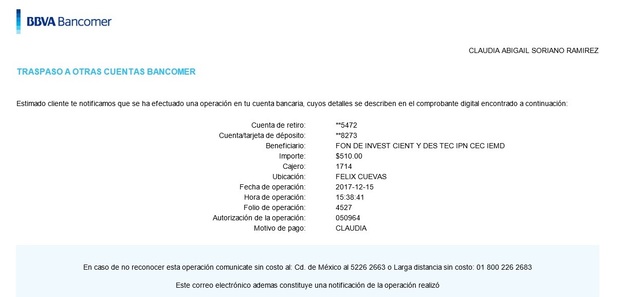 BBVA Bancomer
CLAUDIA ABIGAIL SORIANO RAMIREZ
TRASPASO A OTRAS CUENTAS BANCOMER
Estimado cliente te notificamos que se ha efectuado una operación en tu cuenta bancaria, cuyos detalles se describen en el comprobante digital encontrado a continuación:
Cuenta de retiro: **5472
Cuenta/tarjeta de depósito: **8273
Beneficiario: FON DE INVEST CIENT Y DES TEC IPN CEC IEMD
Importe: $510.00
Cajero: 1714
Ubicación: FELIX CUEVAS
Fecha de operación: 2017-12-15
Hora de operación: 15:38:41
Folio de operación: 4527
Autorización de la operación: 050964
Motivo de pago: CLAUDIA
En caso de no reconocer esta operación comunicate sin costo al: Cd. de México al 5226 2663 o Larga distancia sin costo: 01 800 226 2683
Este correo electrónico ademas constituye una notificación de la operación realizó